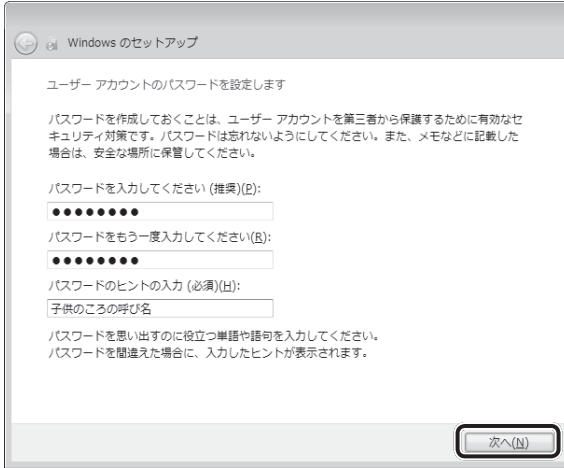 Windows のセットアップ
ユーザー アカウントのパスワードを設定します
パスワードを作成しておくことは、ユーザー アカウントを第三者から保護するために有効なセ
キュリティ対策です。パスワードは忘れないようにしてください。また、メモなどに記載した
場合は、安全な場所に保管してください。
パスワードを入力してください (推奨)(P):
●●●●●●●●
パスワードをもう一度入力してください(R):
●●●●●●●●
パスワードのヒントの入力 (必須)(H):
子供のころの呼び名
パスワードを思い出すのに役立つ単語や語句を入力してください。
パスワードを間違えた場合に、入力したヒントが表示されます。
次へ(N)